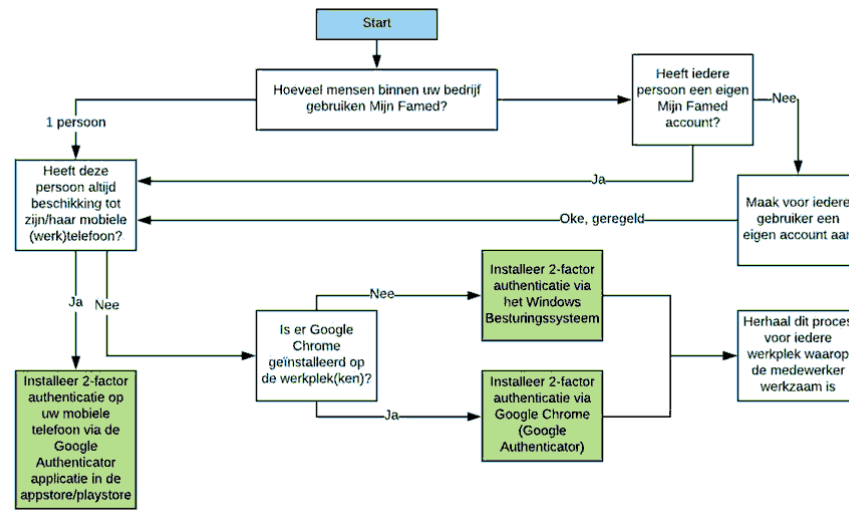 Start
Hoeveel mensen binnen uw bedrijf
gebruiken Mijn Famed?
Heeft iedere
persoon een eigen
Mijn Famed
account?
Nee
1 persoon
Heeft deze
persoon altijd
beschikking tot
zijn/haar mobiele
(werk)telefoon?
Ja
Maak voor iedere
gebruiker een
eigen account aan
Oke, geregeld
Ja
Nee
Installeer 2-factor
authenticatie via
het Windows
Besturingssysteem
Nee
Is er Google
Chrome
geïnstalleerd op
de werkplek(ken)?
Herhaal dit proces
voor iedere
werkplek waarop
de medewerker
werkzaam is
Installeer 2-factor
authenticatie op
uw mobiele
telefoon via de
Google
Authenticator
applicatie in de
appstore/playstore
Ja
Installeer 2-factor
authenticatie via
Google Chrome
(Google
Authenticator)